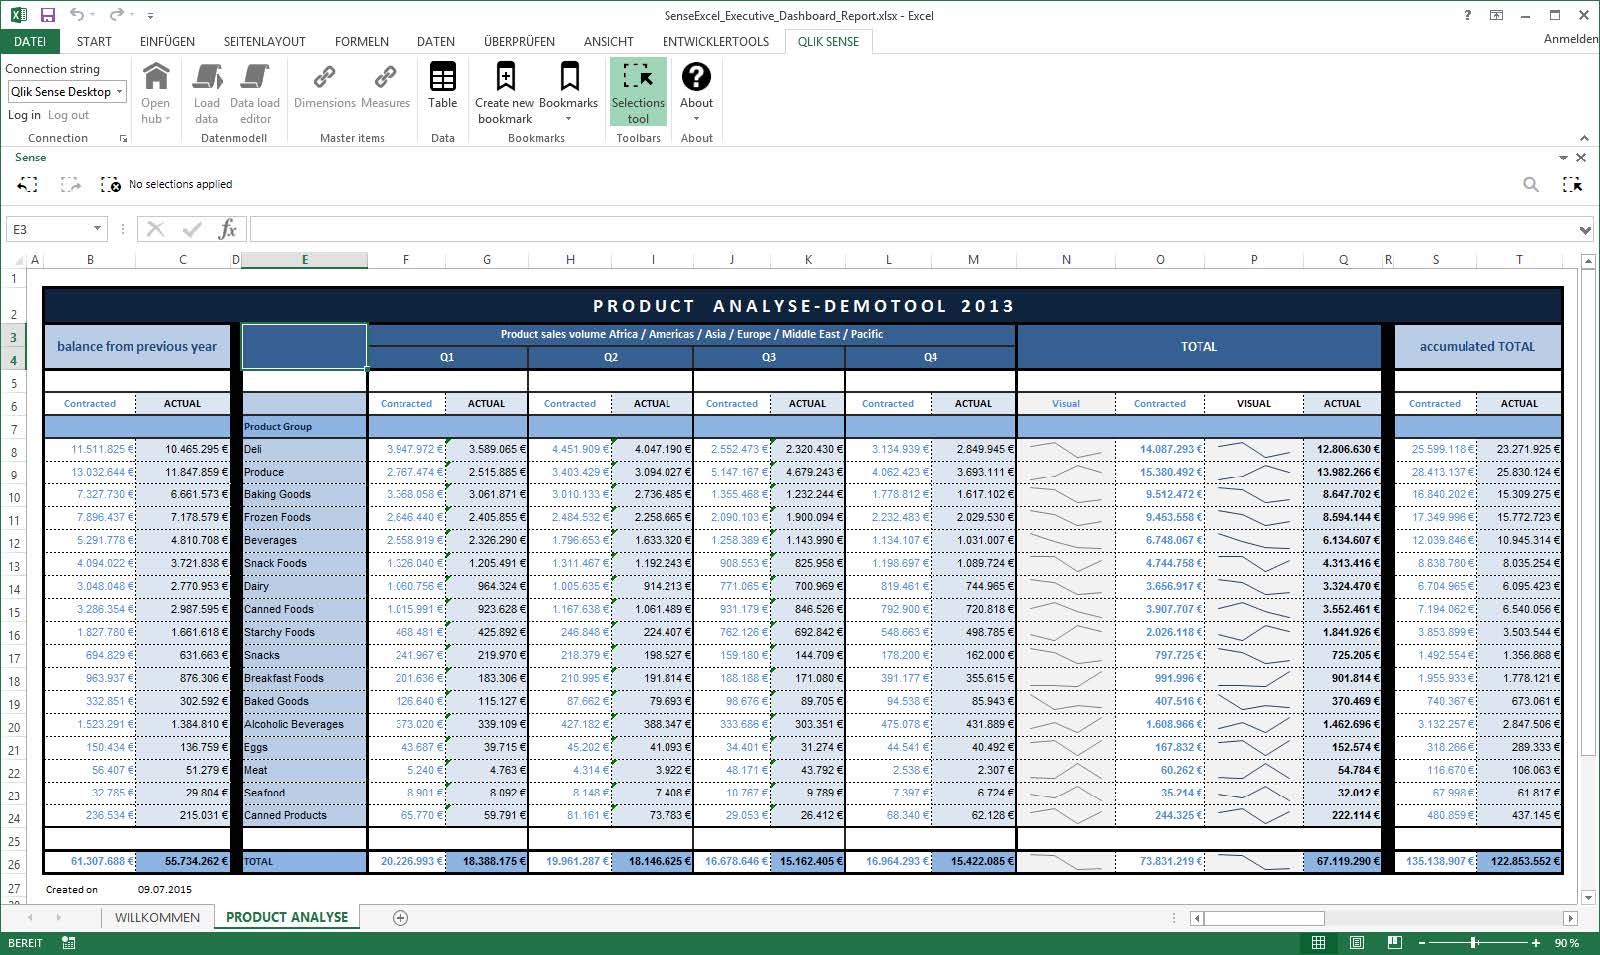 SenseExcel_Executive_Dashboard_Report.xlsx - Excel
?
DATEI START EINFÜGEN SEITENLAYOUT FORMELN DATEN ÜBERPRÜFEN ANSICHT ENTWICKLERTOOLS QLIK SENSE Anmelden
Connection string
Qlik Sense Desktop
Log in Log out
Connection
Open hub
Load data
Data load editor
Datenmodell
Dimensions Measures
Master items
Table
Data
Create new bookmark
Bookmarks
Bookmarks
Selections tool
Toolbars
About
About
Sense
No selections applied
E3
fx
A B C D E F G H I J K L M N O P Q R S T
1
2 PRODUCT ANALYSE-DEMOTOOL 2013
3 Product sales volume Africa / Americas / Asia / Europe / Middle East / Pacific
balance from previous year TOTAL accumulated TOTAL
4 Q1 Q2 Q3 Q4
5
6 Contracted ACTUAL Contracted ACTUAL Contracted ACTUAL Contracted ACTUAL Contracted ACTUAL Visual Contracted VISUAL ACTUAL Contracted ACTUAL
7 Product Group
8 11.511.825 € 10.465.295 € Deli 3.947.972 € 3.589.065 € 4.451.909 € 4.047.190 € 2.552.473 € 2.320.430 € 3.134.939 € 2.849.945 € 14.087.293 € 12.806.630 € 25.599.118 € 23.271.925 €
9 13.032.644 € 11.847.859 € Produce 2.767.474 € 2.515.885 € 3.403.429 € 3.094.027 € 5.147.167 € 4.679.243 € 4.062.423 € 3.693.111 € 15.380.492 € 13.982.266 € 28.413.137 € 25.830.124 €
10 7.327.730 € 6.661.573 € Baking Goods 3.368.058 € 3.061.871 € 3.010.133 € 2.736.485 € 1.355.468 € 1.232.244 € 1.778.812 € 1.617.102 € 9.512.472 € 8.647.702 € 16.840.202 € 15.309.275 €
11 7.896.437 € 7.178.579 € Frozen Foods 2.646.440 € 2.405.855 € 2.484.532 € 2.258.665 € 2.090.103 € 1.900.094 € 2.232.483 € 2.029.530 € 9.453.558 € 8.594.144 € 17.349.996 € 15.772.723 €
12 5.291.778 € 4.810.708 € Beverages 2.558.919 € 2.326.290 € 1.796.653 € 1.633.320 € 1.258.389 € 1.143.990 € 1.134.107 € 1.031.007 € 6.748.067 € 6.134.607 € 12.039.846 € 10.945.314 €
13 4.094.022 € 3.721.838 € Snack Foods 1.326.040 € 1.205.491 € 1.311.467 € 1.192.243 € 908.553 € 825.958 € 1.198.697 € 1.089.724 € 4.744.758 € 4.313.416 € 8.838.780 € 8.035.254 €
14 3.048.048 € 2.770.953 € Dairy 1.060.756 € 964.324 € 1.005.635 € 914.213 € 771.065 € 700.969 € 819.461 € 744.965 € 3.656.917 € 3.324.470 € 6.704.965 € 6.095.423 €
15 3.286.354 € 2.987.595 € Canned Foods 1.015.991 € 923.628 € 1.167.638 € 1.061.489 € 931.179 € 846.526 € 792.900 € 720.818 € 3.907.707 € 3.552.461 € 7.194.062 € 6.540.056 €
16 1.827.780 € 1.661.618 € Starchy Foods 468.481 € 425.892 € 246.848 € 224.407 € 762.126 € 692.842 € 548.663 € 498.785 € 2.026.118 € 1.841.926 € 3.853.899 € 3.503.544 €
17 694.829 € 631.663 € Snacks 241.967 € 219.970 € 218.379 € 198.527 € 159.180 € 144.709 € 178.200 € 162.000 € 797.725 € 725.205 € 1.492.554 € 1.356.868 €
18 963.937 € 876.306 € Breakfast Foods 201.636 € 183.306 € 210.995 € 191.814 € 188.188 € 171.080 € 391.177 € 355.615 € 991.996 € 901.814 € 1.955.933 € 1.778.121 €
19 332.851 € 302.592 € Baked Goods 126.640 € 115.127 € 87.662 € 79.693 € 98.676 € 89.705 € 94.538 € 85.943 € 407.516 € 370.469 € 740.367 € 673.061 €
20 1.523.291 € 1.384.810 € Alcoholic Beverages 373.020 € 339.109 € 427.182 € 388.347 € 333.686 € 303.351 € 475.078 € 431.889 € 1.608.966 € 1.462.696 € 3.132.257 € 2.847.506 €
21 150.434 € 136.759 € Eggs 43.687 € 39.715 € 45.202 € 41.093 € 34.401 € 31.274 € 44.541 € 40.492 € 167.832 € 152.574 € 318.266 € 289.333 €
22 56.407 € 51.279 € Meat 5.240 € 4.763 € 4.314 € 3.922 € 48.171 € 43.792 € 2.538 € 2.307 € 60.262 € 54.784 € 116.670 € 106.063 €
23 32.785 € 29.804 € Seafood 8.901 € 8.092 € 8.148 € 7.408 € 10.767 € 9.789 € 7.397 € 6.724 € 35.214 € 32.012 € 67.998 € 61.817 €
24 236.534 € 215.031 € Canned Products 65.770 € 59.791 € 81.161 € 73.783 € 29.053 € 26.412 € 68.340 € 62.128 € 244.325 € 222.114 € 480.859 € 437.145 €
25
26 61.307.688 € 55.734.262 € TOTAL 20.226.993 € 18.388.175 € 19.961.287 € 18.146.625 € 16.678.646 € 15.162.405 € 16.964.293 € 15.422.085 € 73.831.219 € 67.119.290 € 135.138.907 € 122.853.552 €
27 Created on 09.07.2015
WILLKOMMEN PRODUCT ANALYSE
BEREIT 90 %